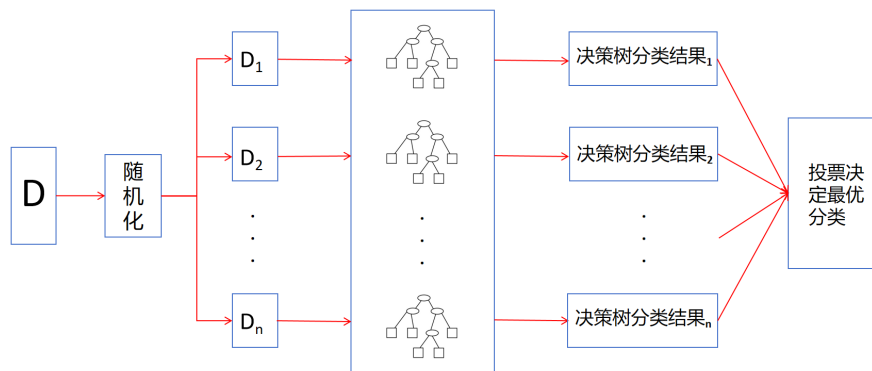 D
随
机
化
D₁
D₂
Dₙ
决策树分类结果₁
决策树分类结果₂
决策树分类结果ₙ
投票决
定最优
分类